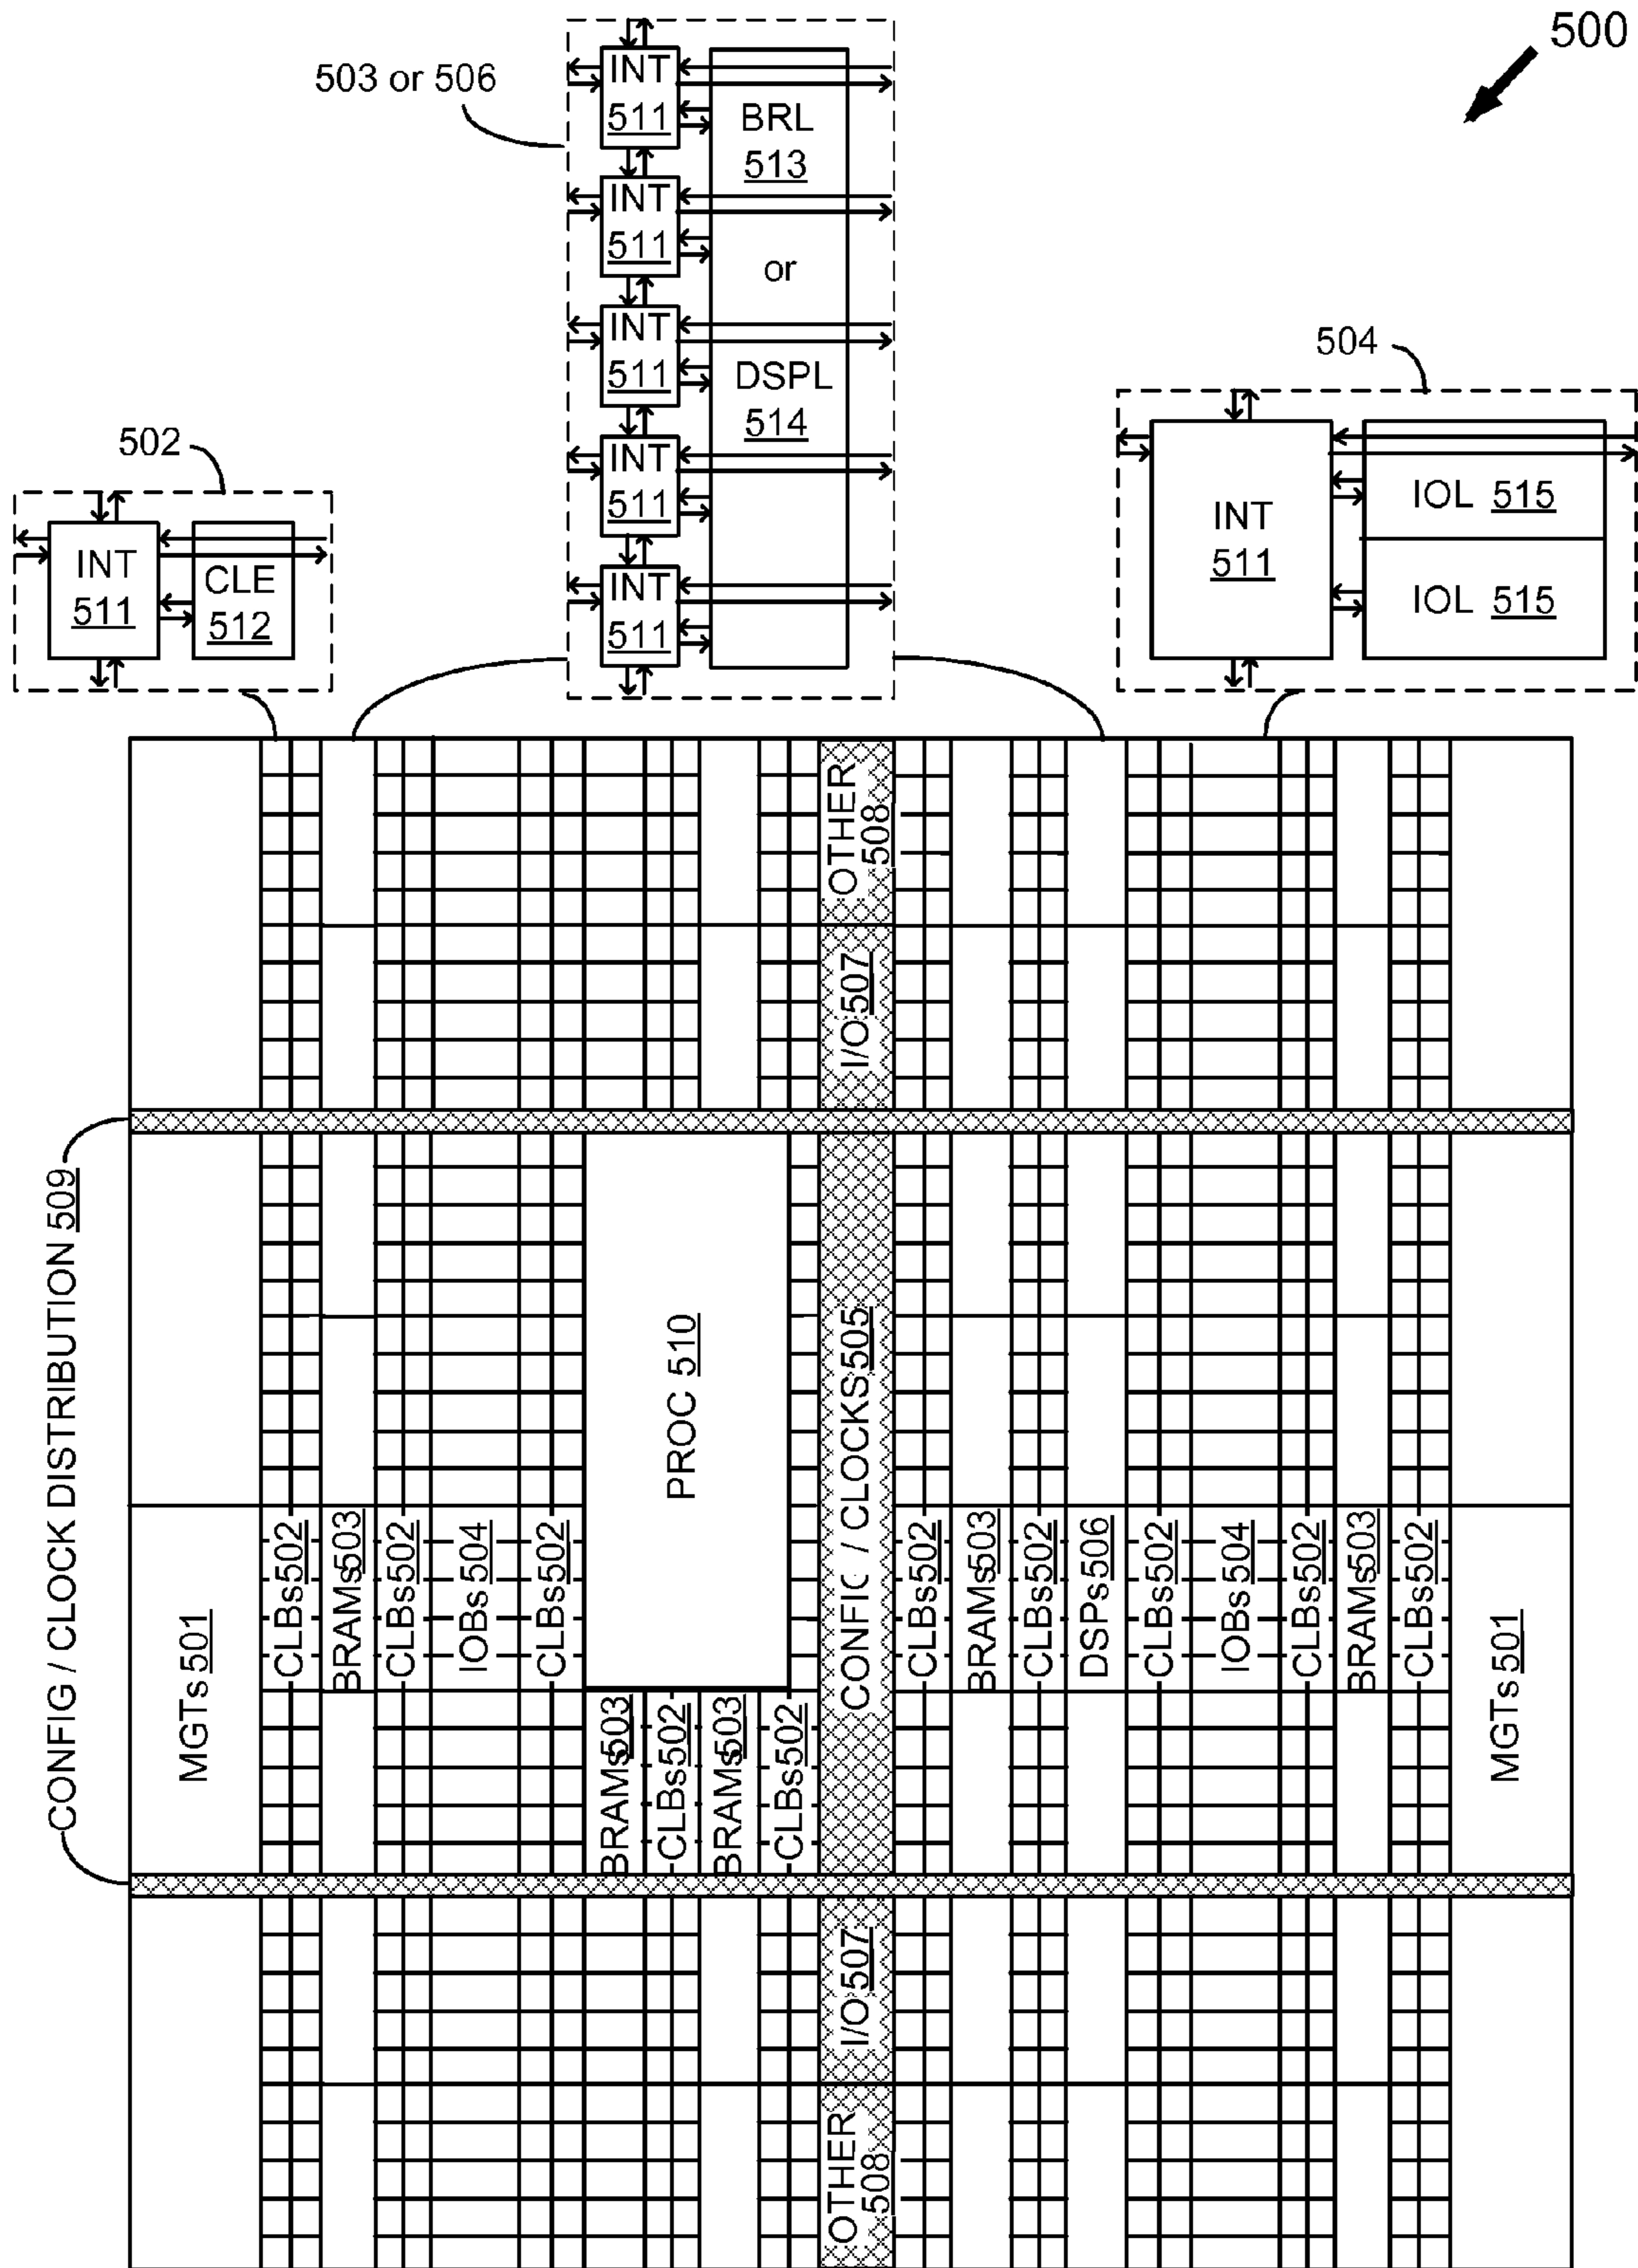 500
503 or 506
INT
511
INT
511
INT
511
INT
511
INT
511
BRL
513
or
DSPL
514
504
INT
511
IOL 515
IOL 515
502
INT
511
CLE
512
OTHER
508
I/O 507
CONFIG / CLOCK DISTRIBUTION 509
PROC 510
CONFIG / CLOCKS 505
MGTs 501
CLBs 502
BRAMs 503
CLBs 502
IOBs 504
CLBs 502
BRAMs 503
CLBs 502
BRAMs 503
CLBs 502
CLBs 502
BRAMs 503
CLBs 502
DSPs 506
CLBs 502
IOBs 504
CLBs 502
BRAMs 503
CLBs 502
MGTs 501
I/O 507
OTHER
508